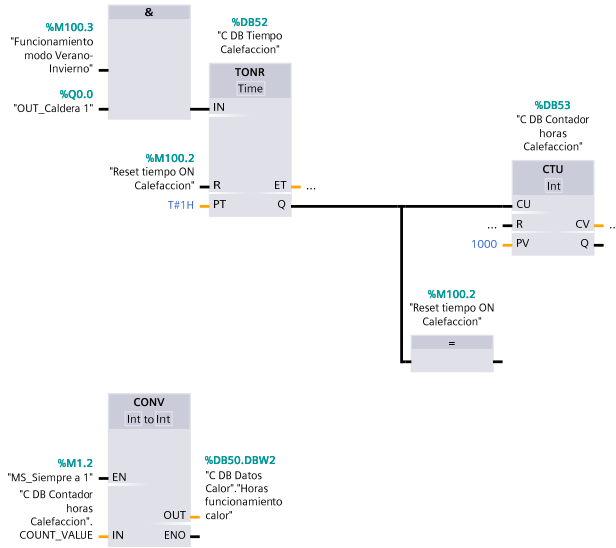 &
%M100.3
"Funcionamiento
modo Verano-
Invierno"
%Q0.0
"OUT_Caldera 1"
%DB52
"C DB Tiempo
Calefaccion"
TONR
Time
IN
%M100.2
"Reset tiempo ON
Calefaccion"
R
ET
...
T#1H
PT
Q
%DB53
"C DB Contador
horas
Calefaccion"
CTU
Int
CU
...
R
CV
..
1000
PV
Q
%M100.2
"Reset tiempo ON
Calefaccion"
=
CONV
Int to Int
%M1.2
"MS_Siempre a 1"
EN
"C DB Contador
horas
Calefaccion".
COUNT_VALUE
IN
%DB50.DBW2
"C DB Datos
Calor"."Horas
funcionamiento
calor"
OUT
ENO